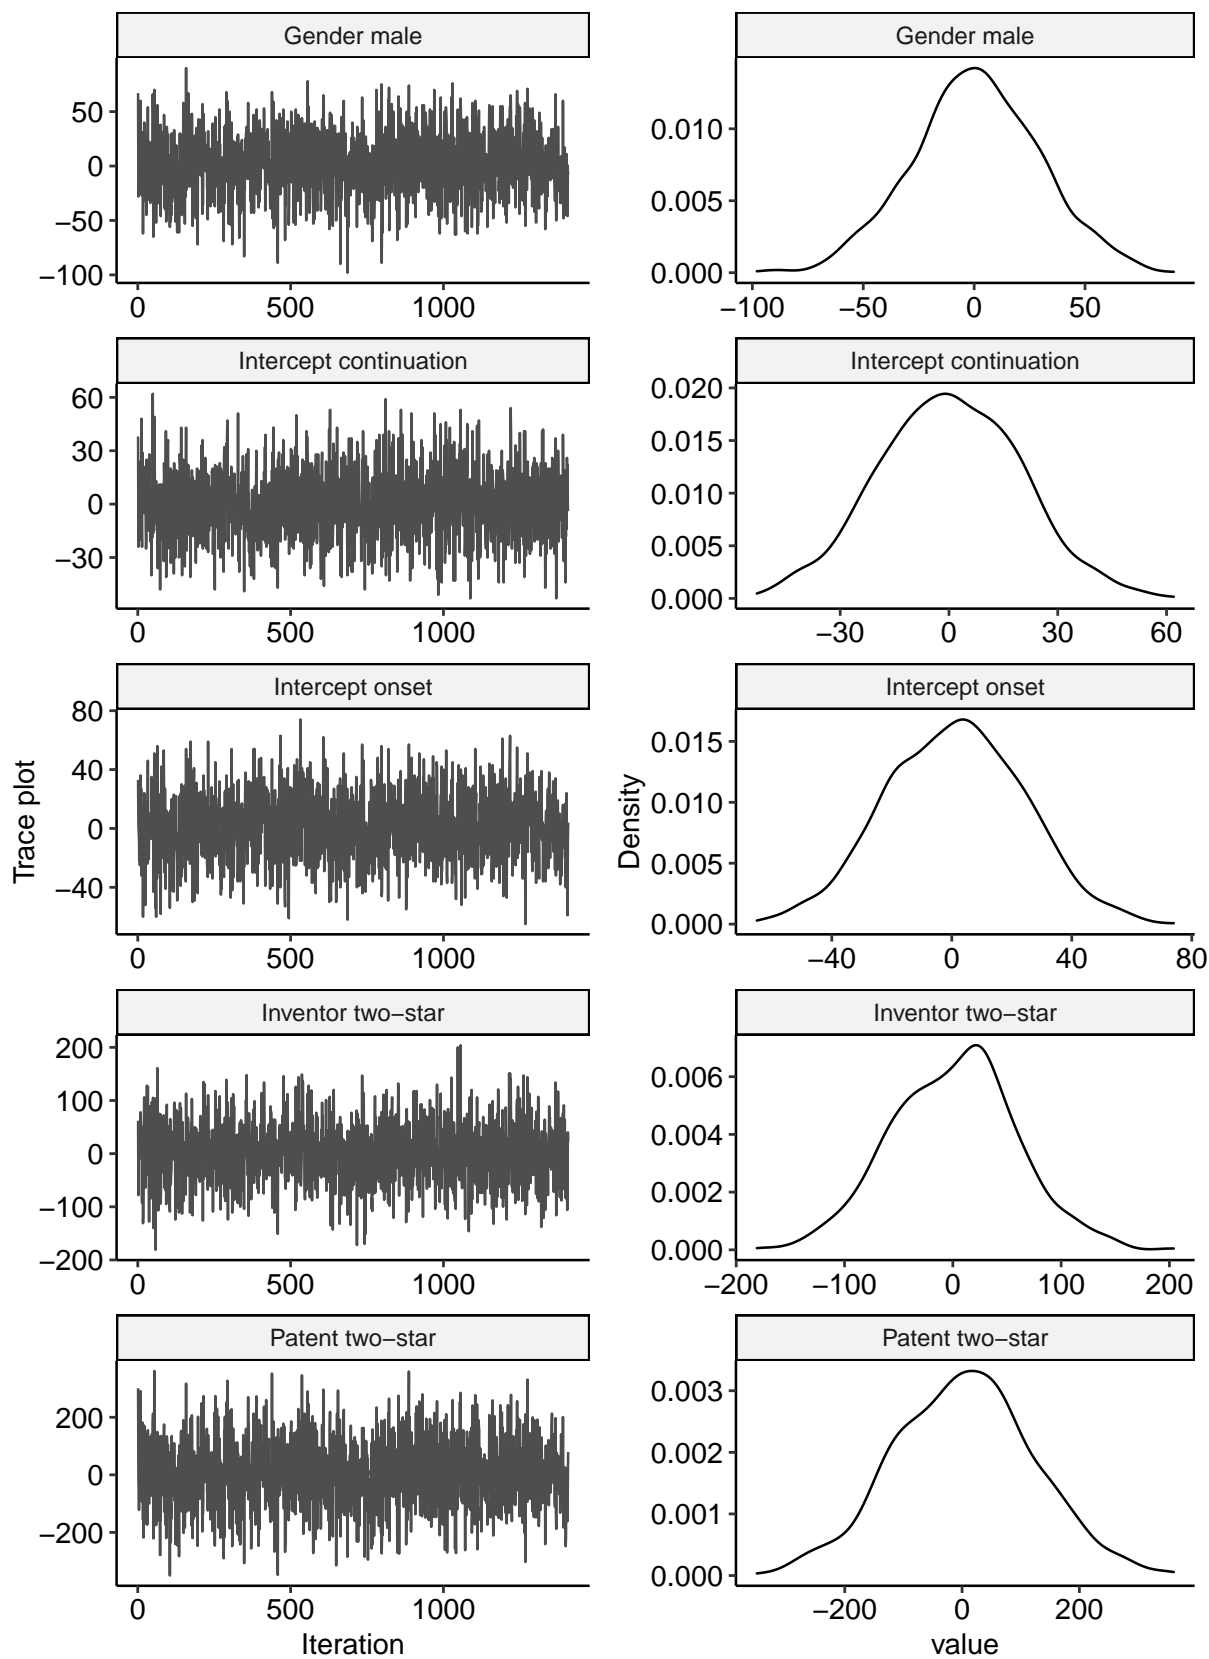 Gender male
Gender male
50
0
−50
−100
0 500 1000
0.010
0.005
0.000
−100 −50 0 50
Intercept continuation
Intercept continuation
60
30
0
−30
0 500 1000
0.020
0.015
0.010
0.005
0.000
−30 0 30 60
Intercept onset
Intercept onset
Trace plot
80
40
0
−40
0 500 1000
Density
0.015
0.010
0.005
0.000
−40 0 40 80
Inventor two−star
Inventor two−star
200
100
0
−100
−200
0 500 1000
0.006
0.004
0.002
0.000
−200 −100 0 100 200
Patent two−star
Patent two−star
200
0
−200
0 500 1000
Iteration
0.003
0.002
0.001
0.000
−200 0 200
value